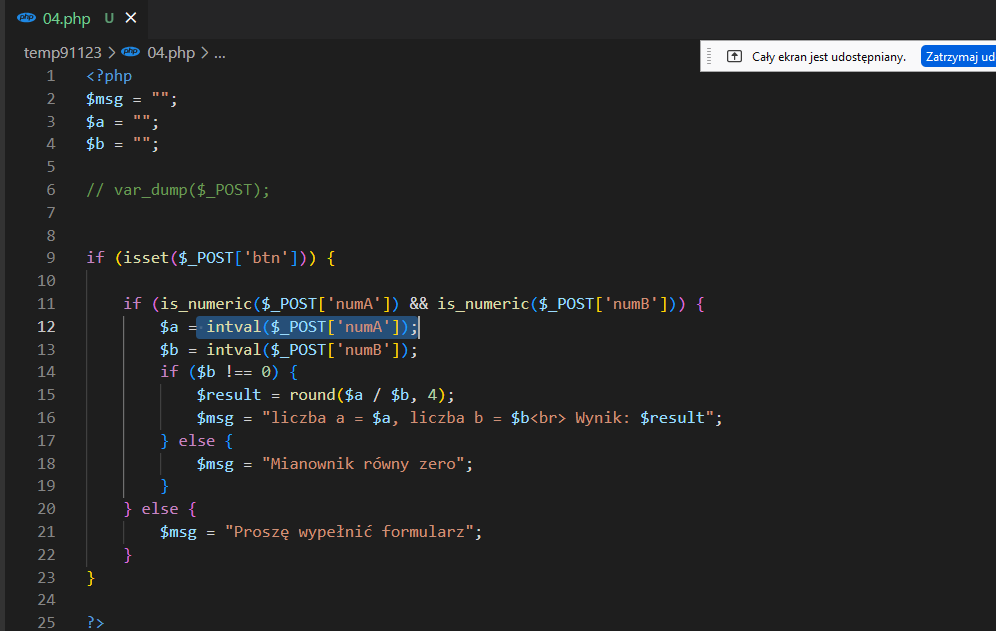 php 04.php U ×
temp91123 > php 04.php > ...
Cały ekran jest udostępniany. Zatrzymaj ud
1 <?php
2 $msg = "";
3 $a = "";
4 $b = "";
5
6 // var_dump($_POST);
7
8
9 if (isset($_POST['btn'])) {
10
11 if (is_numeric($_POST['numA']) && is_numeric($_POST['numB'])) {
12 $a = intval($_POST['numA']);
13 $b = intval($_POST['numB']);
14 if ($b !== 0) {
15 $result = round($a / $b, 4);
16 $msg = "liczba a = $a, liczba b = $b<br> Wynik: $result";
17 } else {
18 $msg = "Mianownik równy zero";
19 }
20 } else {
21 $msg = "Proszę wypełnić formularz";
22 }
23 }
24
25 ?>